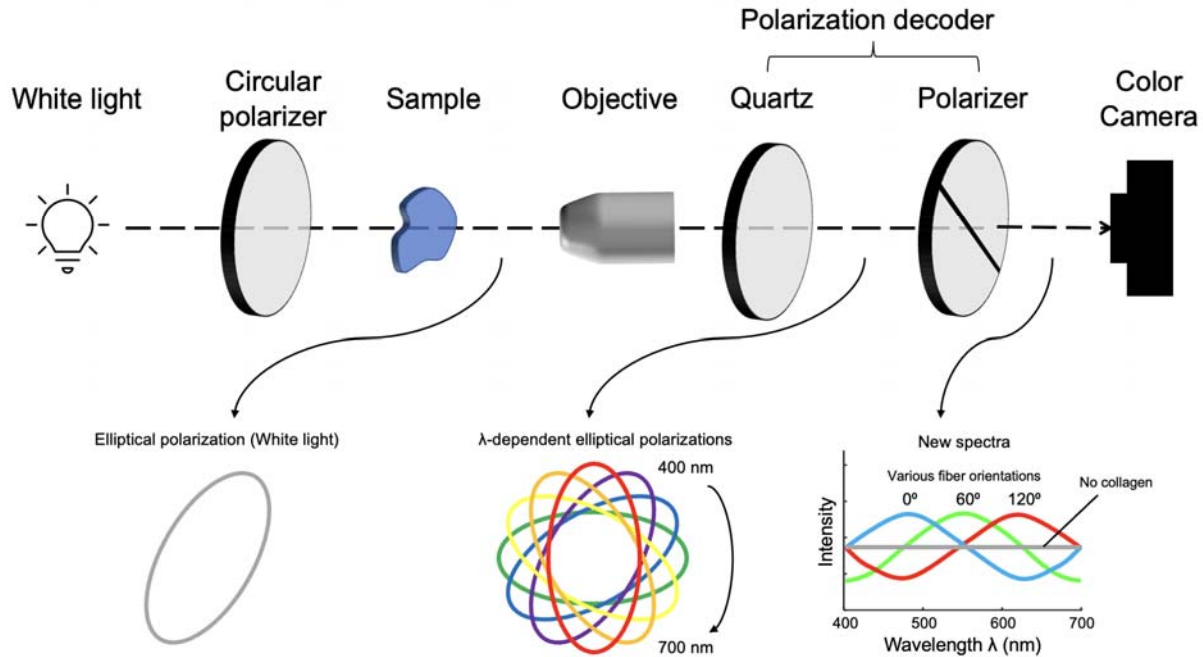 Polarization decoder
White light
Circular
polarizer
Sample
Objective
Quartz
Polarizer
Color
Camera
Elliptical polarization (White light)
λ-dependent elliptical polarizations
400 nm
700 nm
New spectra
Various fiber orientations
0º 60º 120º
No collagen
Intensity
400 500 600 700
Wavelength λ (nm)